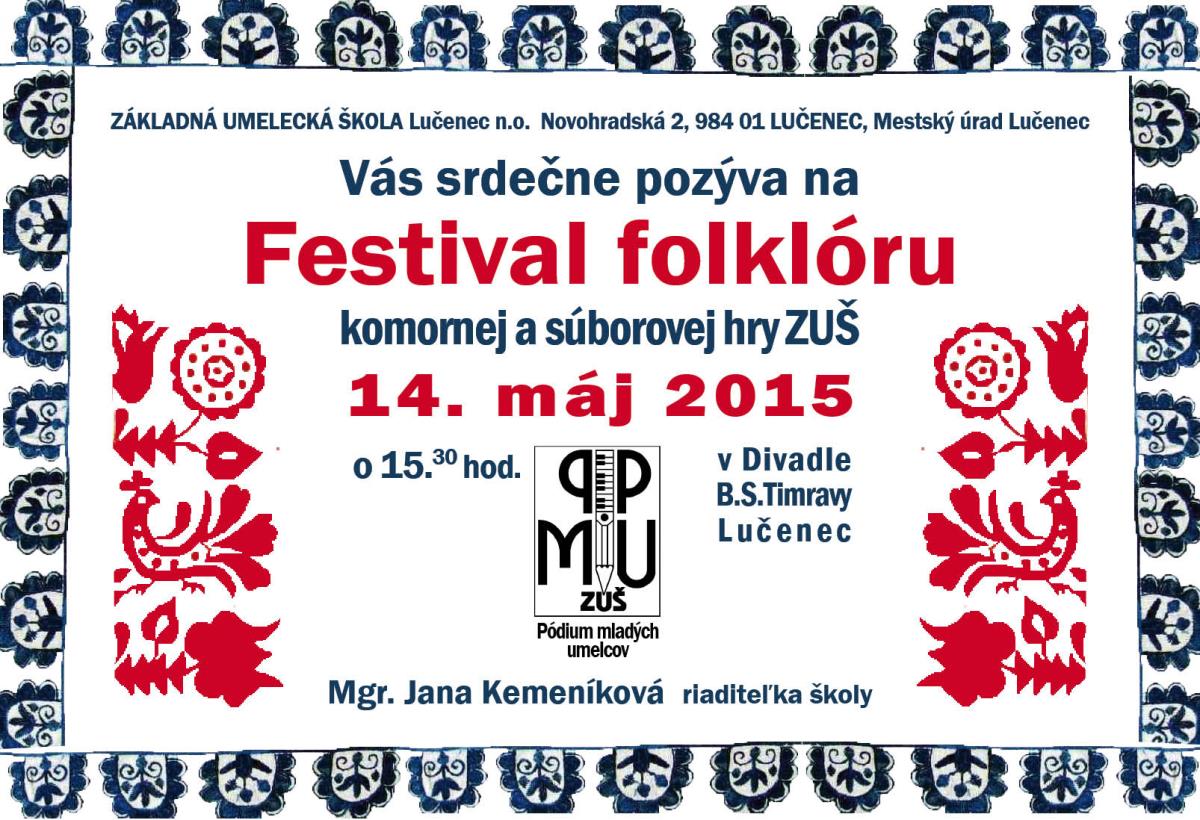 ZÁKLADNÁ UMELECKÁ ŠKOLA Lučenec n.o. Novohradská 2, 984 01 LUČENEC, Mestský úrad Lučenec
Vás srdečne pozýva na
Festival folklóru
komornej a súborovej hry ZUŠ
14. máj 2015
o 15.30 hod.
PP
MU
ZUŠ
Pódium mladých
umelcov
v Divadle
B.S.Timravy
Lučenec
Mgr. Jana Kemeníková riaditeľka školy